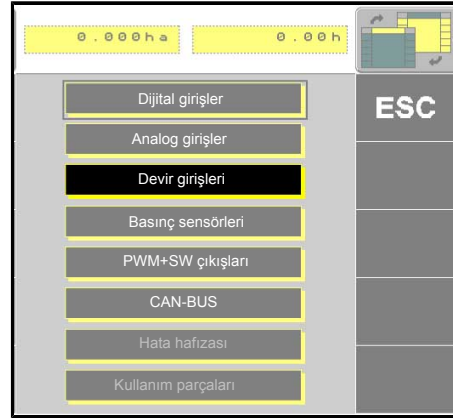 0.000ha 0.00h
ESC
Dijital girişler
Analog girişler
Devir girişleri
Basınç sensörleri
PWM+SW çıkışları
CAN-BUS
Hata hafızası
Kullanım parçaları